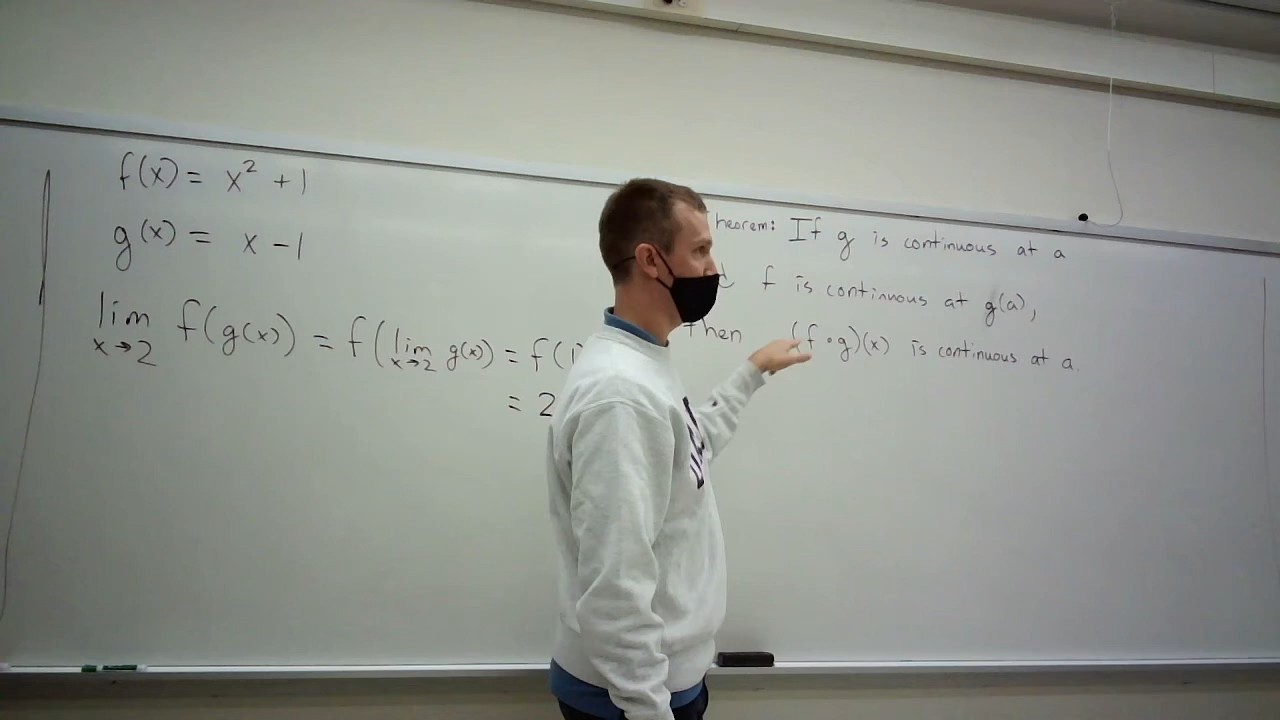 f(x) = x² + 1
g(x) = x - 1
lim x→2 f(g(x)) = f(lim x→2 g(x)) = f(1
= 2
heorem: If g is continuous at a
f is continuous at g(a),
then (f∘g)(x) is continuous at a.